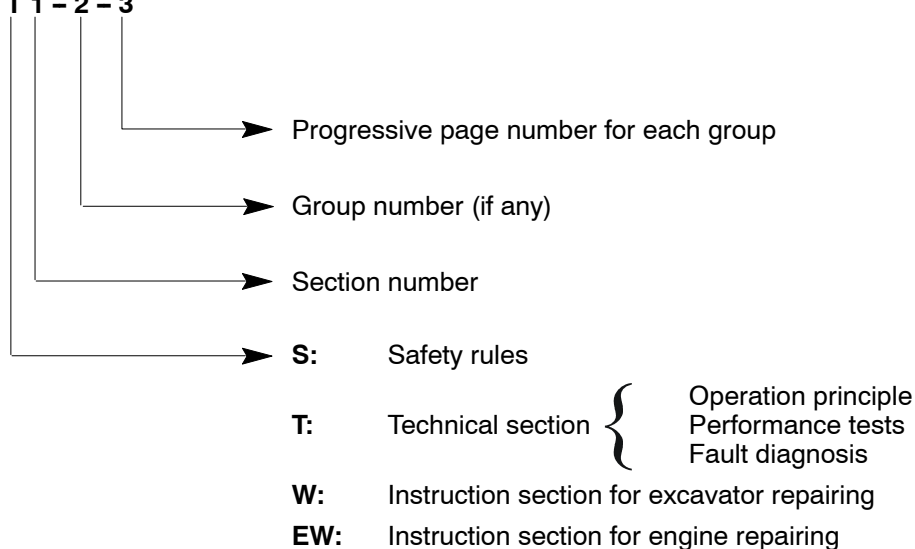 T 1 – 2 – 3
Progressive page number for each group
Group number (if any)
Section number
S: Safety rules
T: Technical section { Operation principle
Performance tests
Fault diagnosis
W: Instruction section for excavator repairing
EW: Instruction section for engine repairing